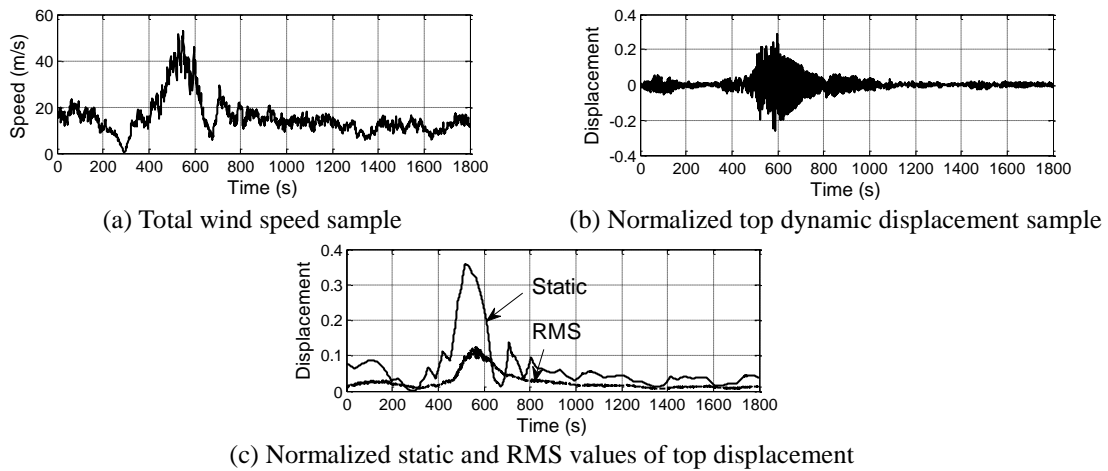 60
40
20
0
Speed (m/s)
0 200 400 600 800 1000 1200 1400 1600 1800
Time (s)
(a) Total wind speed sample
0.4
0.2
0
-0.2
-0.4
Displacement
0 200 400 600 800 1000 1200 1400 1600 1800
Time (s)
(b) Normalized top dynamic displacement sample
0.4
0.3
0.2
0.1
0
Displacement
Static
RMS
0 200 400 600 800 1000 1200 1400 1600 1800
Time (s)
(c) Normalized static and RMS values of top displacement